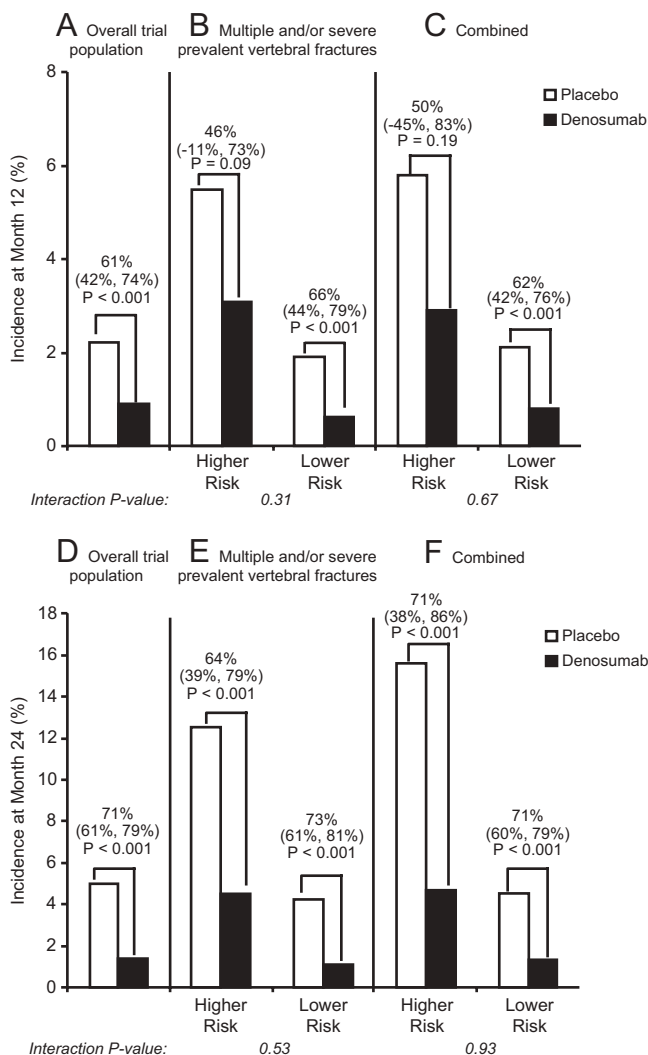 A Overall trial population
B Multiple and/or severe prevalent vertebral fractures
C Combined
Incidence at Month 12 (%)
8
6
4
2
0
Placebo
Denosumab
61%
(42%, 74%)
P < 0.001
46%
(-11%, 73%)
P = 0.09
66%
(44%, 79%)
P < 0.001
50%
(-45%, 83%)
P = 0.19
62%
(42%, 76%)
P < 0.001
Higher Risk
Lower Risk
Higher Risk
Lower Risk
Interaction P-value: 0.31 0.67
D Overall trial population
E Multiple and/or severe prevalent vertebral fractures
F Combined
Incidence at Month 24 (%)
18
16
14
12
10
8
6
4
2
0
Placebo
Denosumab
71%
(61%, 79%)
P < 0.001
64%
(39%, 79%)
P < 0.001
73%
(61%, 81%)
P < 0.001
71%
(38%, 86%)
P < 0.001
71%
(60%, 79%)
P < 0.001
Higher Risk
Lower Risk
Higher Risk
Lower Risk
Interaction P-value: 0.53 0.93